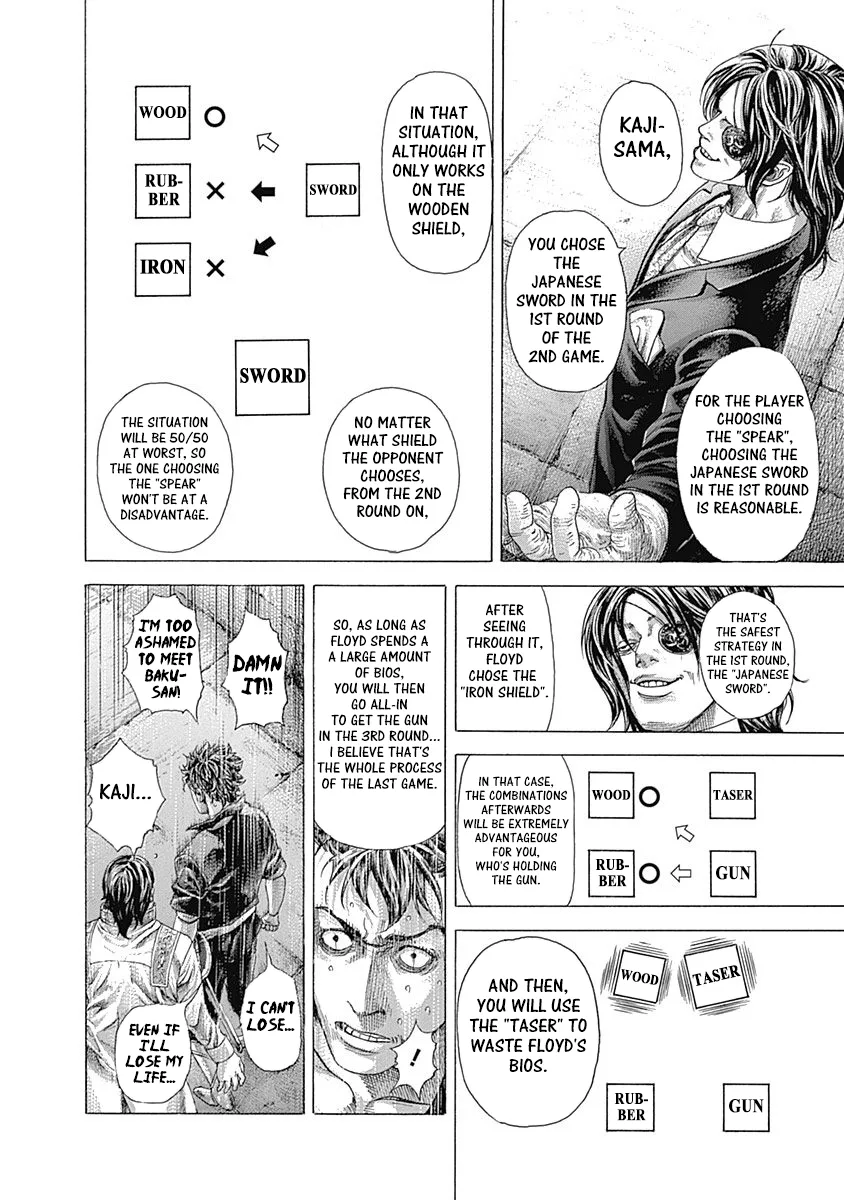 KAJI-
SAMA,
YOU CHOSE
THE
JAPANESE
SWORD IN THE
1ST ROUND
OF THE
2ND GAME.
FOR THE PLAYER
CHOOSING
THE "SPEAR",
CHOOSING THE
JAPANESE SWORD
IN THE 1ST ROUND
IS REASONABLE.
IN THAT
SITUATION,
ALTHOUGH IT
ONLY WORKS
ON THE
WOODEN
SHIELD,
WOOD
RUB-
BER
SWORD
IRON
SWORD
NO MATTER
WHAT SHIELD
THE OPPONENT
CHOOSES,
FROM THE 2ND
ROUND ON,
THE SITUATION
WILL BE 50/50
AT WORST, SO
THE ONE CHOOSING
THE "SPEAR"
WON'T BE AT A
DISADVANTAGE.
THAT'S
THE SAFEST
STRATEGY IN
THE 1ST ROUND,
THE "JAPANESE
SWORD".
AFTER
SEEING
THROUGH IT,
FLOYD
CHOSE THE
"IRON SHIELD".
IN THAT CASE,
THE COMBINATIONS
AFTERWARDS
WILL BE EXTREMELY
ADVANTAGEOUS
FOR YOU,
WHO'S HOLDING
THE GUN.
WOOD
TASER
RUB-
BER
GUN
AND THEN,
YOU WILL USE
THE "TASER" TO
WASTE FLOYD'S
BIOS.
WOOD
TASER
RUB-
BER
GUN
SO, AS LONG AS
FLOYD SPENDS A
A LARGE AMOUNT
OF BIOS,
YOU WILL THEN
GO ALL-IN
TO GET THE GUN
IN THE 3RD ROUND...
I BELIEVE THAT'S
THE WHOLE PROCESS
OF THE LAST GAME.
!
DAMN
IT!!
I'M TOO
ASHAMED
TO MEET
BAKU-
SAN!
KAJI...
I CAN'T
LOSE...
EVEN IF
I'LL
LOSE MY
LIFE...